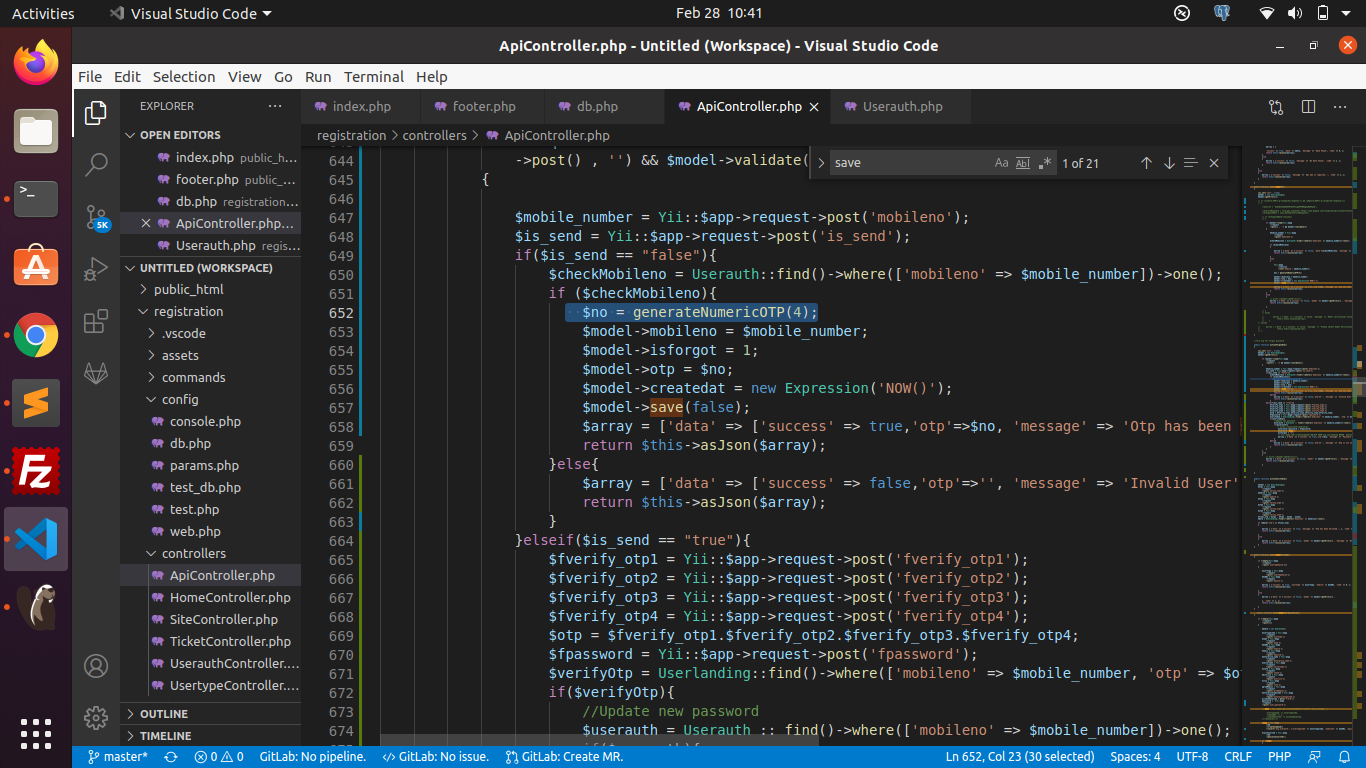 Activities
Visual Studio Code
Feb 28 10:41
ApiController.php - Untitled (Workspace) - Visual Studio Code
File Edit Selection View Go Run Terminal Help
EXPLORER
index.php footer.php db.php ApiController.php Userauth.php
registration > controllers > ApiController.php
OPEN EDITORS
index.php public_h...
footer.php public_...
db.php registration...
ApiController.php...
Userauth.php regis...
UNTITLED (WORKSPACE)
public_html
registration
.vscode
assets
commands
config
console.php
db.php
params.php
test_db.php
test.php
web.php
controllers
ApiController.php
HomeController.php
SiteController.php
TicketController.php
UserauthController....
UsertypeController....
OUTLINE
TIMELINE
5K
save
Aa Abl .*
1 of 21
644 ->post() , '') && $model->validate(
645 {
646
647 $mobile_number = Yii::$app->request->post('mobileno');
648 $is_send = Yii::$app->request->post('is_send');
649 if($is_send == "false"){
650 $checkMobileno = Userauth::find()->where(['mobileno' => $mobile_number])->one();
651 if ($checkMobileno){
652 $no = generateNumericOTP(4);
653 $model->mobileno = $mobile_number;
654 $model->isforgot = 1;
655 $model->otp = $no;
656 $model->createdat = new Expression('NOW()');
657 $model->save(false);
658 $array = ['data' => ['success' => true,'otp'=>$no, 'message' => 'Otp has been
659 return $this->asJson($array);
660 }else{
661 $array = ['data' => ['success' => false,'otp'=>'', 'message' => 'Invalid User'
662 return $this->asJson($array);
663 }
664 }elseif($is_send == "true"){
665 $fverify_otp1 = Yii::$app->request->post('fverify_otp1');
666 $fverify_otp2 = Yii::$app->request->post('fverify_otp2');
667 $fverify_otp3 = Yii::$app->request->post('fverify_otp3');
668 $fverify_otp4 = Yii::$app->request->post('fverify_otp4');
669 $otp = $fverify_otp1.$fverify_otp2.$fverify_otp3.$fverify_otp4;
670 $fpassword = Yii::$app->request->post('fpassword');
671 $verifyOtp = Userlanding::find()->where(['mobileno' => $mobile_number, 'otp' => $ot
672 if($verifyOtp){
673 //Update new password
674 $userauth = Userauth :: find()->where(['mobileno' => $mobile_number])->one();
master* 0 0 GitLab: No pipeline. GitLab: No issue. GitLab: Create MR. Ln 652, Col 23 (30 selected) Spaces: 4 UTF-8 CRLF PHP